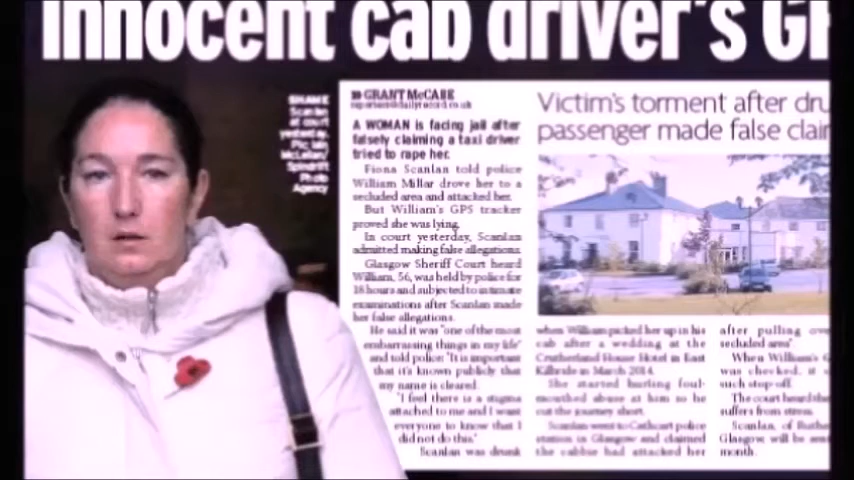 Innocent cab driver's GP
SHAME
Scanlan
at court
yesterday.
Pic: Iain
McLellan/
Spindrift
Photo
Agency
GRANT McCABE
reporters@dailyrecord.co.uk
A WOMAN is facing jail after
falsely claiming a taxi driver
tried to rape her.
Fiona Scanlan told police
William Millar drove her to a
secluded area and attacked her.
But William's GPS tracker
proved she was lying.
In court yesterday, Scanlan
admitted making false allegations.
Glasgow Sheriff Court heard
William, 56, was held by police for
18 hours and subjected to intimate
examinations after Scanlan made
her false allegations.
He said it was "one of the most
embarrassing things in my life"
and told police: "It is important
that it's known publicly that
my name is cleared.
"I feel there is a stigma
attached to me and I want
everyone to know that I
did not do this."
Scanlan was drunk
Victim's torment after dru
passenger made false clai
when William picked her up in his
cab after a wedding at the
Crutherland House Hotel in East
Kilbride in March 2014.
She started hurling foul-
mouthed abuse at him so he
cut the journey short.
Scanlan went to Cathcart police
station in Glasgow and claimed
the cabbie had attacked her
after pulling ove
secluded area".
When William's G
was checked, it
such stop-off.
The court heard she
suffers from stress.
Scanlan, of Ruthe
Glasgow, will be sen
month.